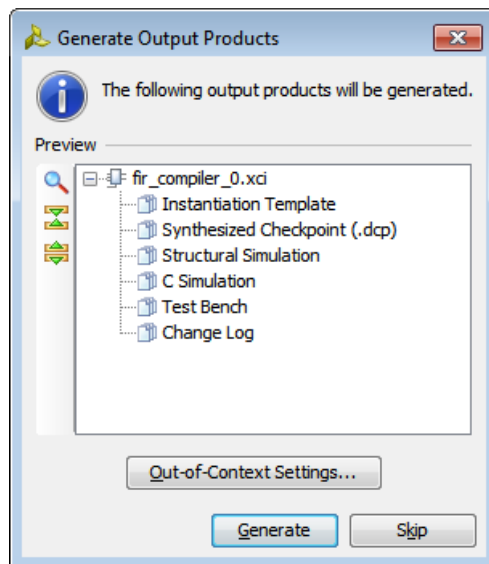 Generate Output Products
The following output products will be generated.
Preview
fir_compiler_0.xci
Instantiation Template
Synthesized Checkpoint (.dcp)
Structural Simulation
C Simulation
Test Bench
Change Log
Out-of-Context Settings...
Generate Skip